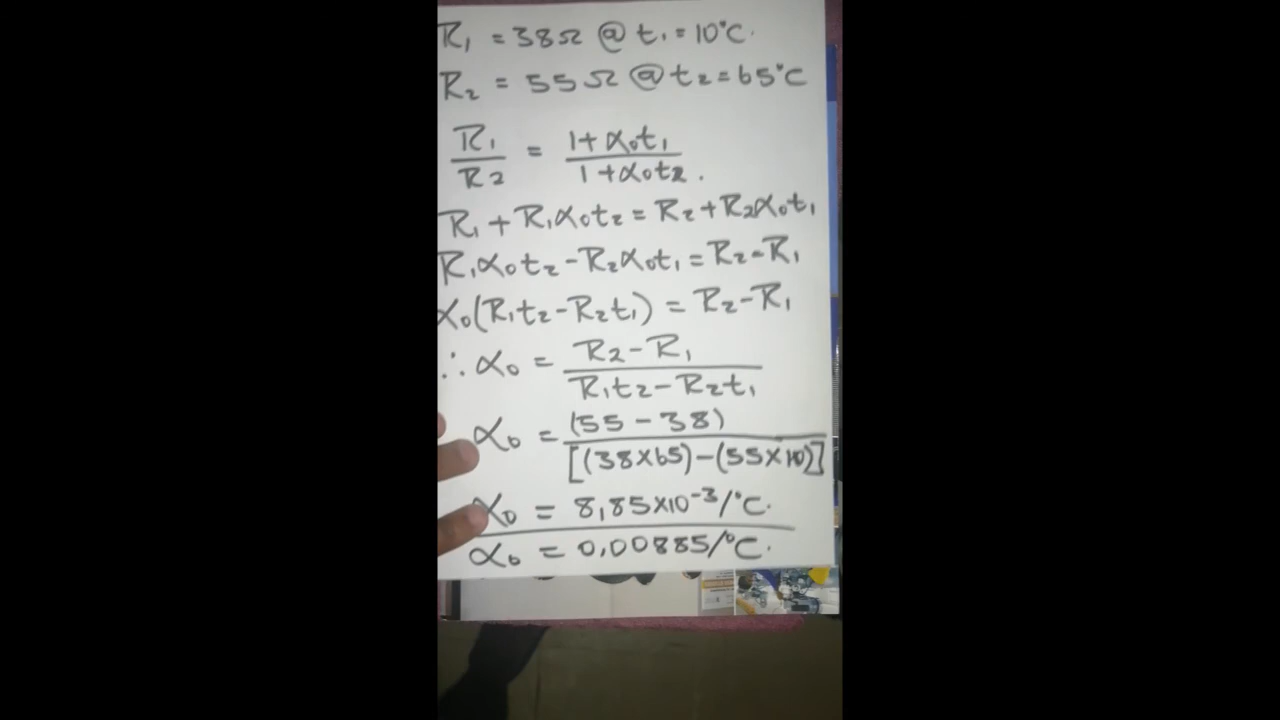 R₁ = 38Ω @ t₁ = 10°C.
R₂ = 55Ω @ t₂ = 65°C
R₁/R2 = 1+α₀t₁/1+α₀t₂.
R₁ + R₁α₀t₂ = R₂ + R₂α₀t₁
R₁α₀t₂ – R₂α₀t₁ = R₂ – R₁
α₀(R₁t₂ – R₂t₁) = R₂ – R₁
∴ α₀ = R2 – R₁/R₁t₂ – R₂t₁
α₀ = (55 – 38)/[(38×65) – (55×10)]
α₀ = 8,85×10⁻³/°C.
α₀ = 0,00885/°C.